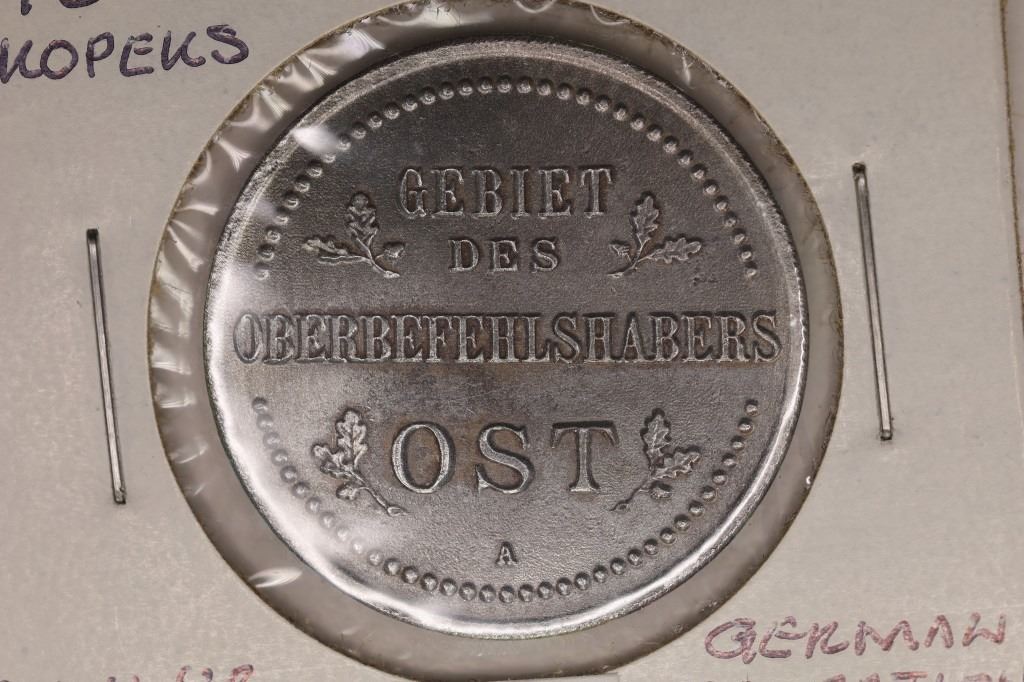 KOPEKS
GEBIET
DES
OBERBEFEHLSHABERS
OST
A
GERMAN